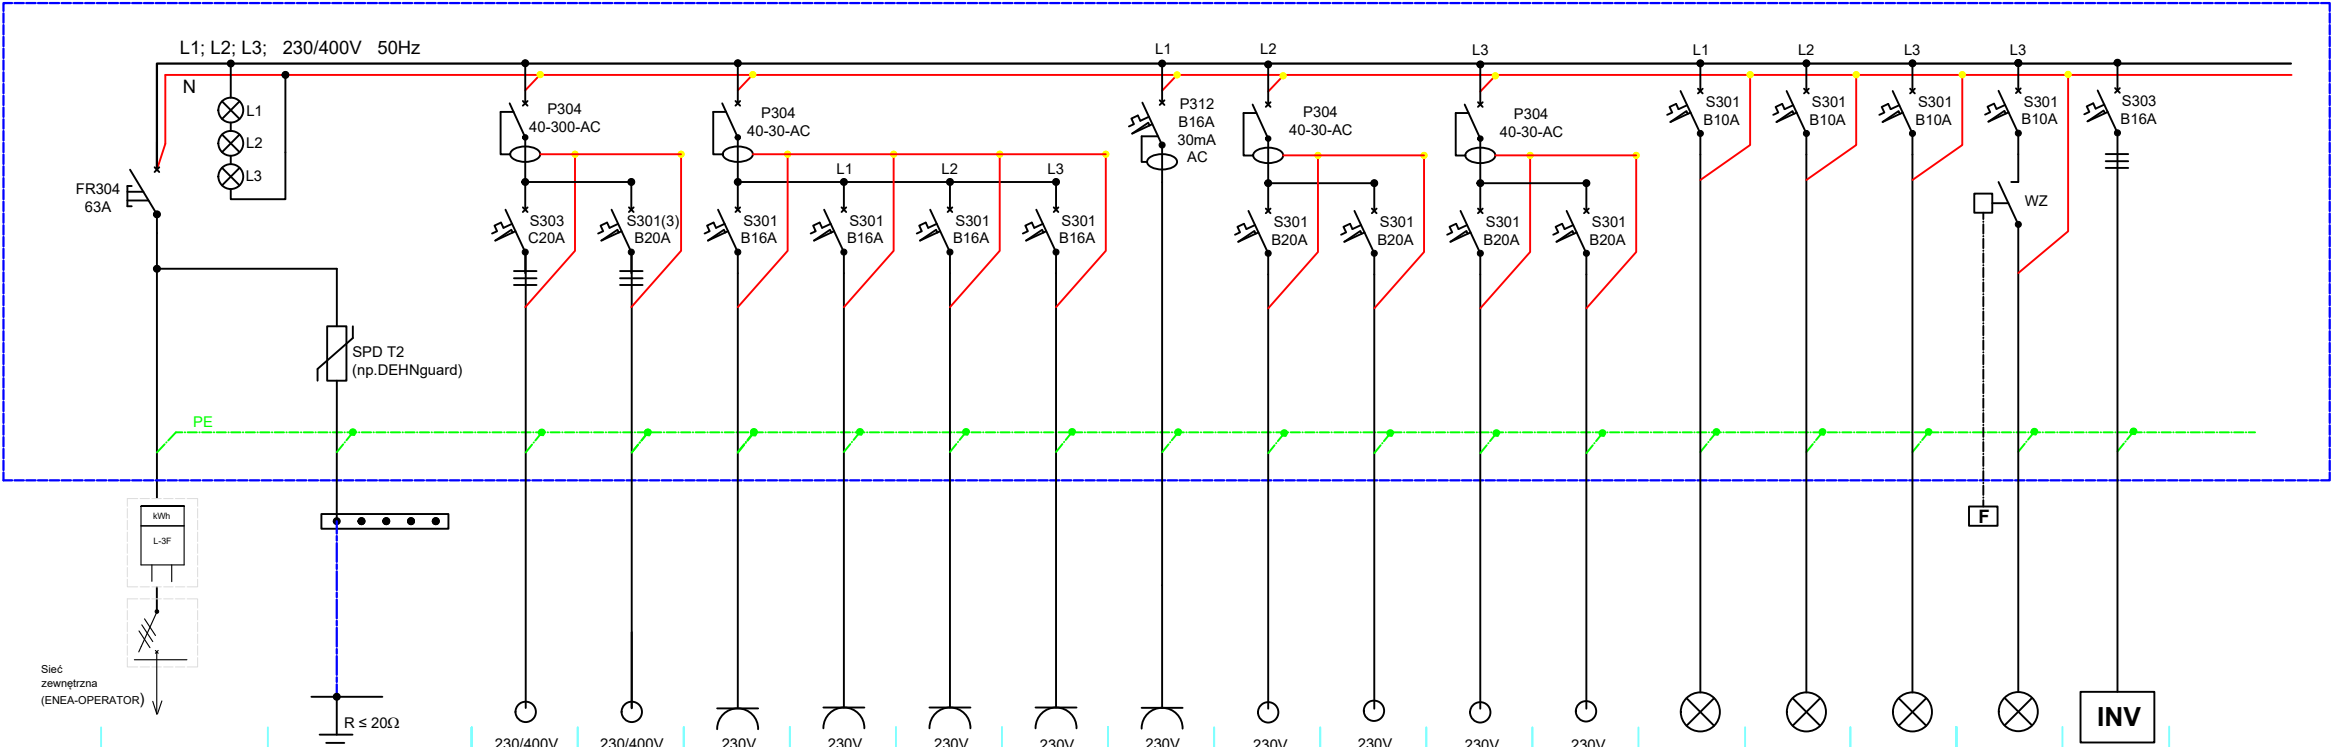 L1; L2; L3; 230/400V 50Hz
L1
L2
L3
L1
L2
L3
L3
N
L1
L2
L3
FR304
63A
P304
40-300-AC
P304
40-30-AC
P312
B16A
30mA
AC
P304
40-30-AC
P304
40-30-AC
S301
B10A
S301
B10A
S301
B10A
S301
B10A
S303
B16A
L1
L2
L3
WZ
S303
C20A
S301(3)
B20A
S301
B16A
S301
B16A
S301
B16A
S301
B16A
S301
B20A
S301
B20A
S301
B20A
S301
B20A
SPD T2
(np.DEHNguard)
PE
kWh
L-3F
F
Sieć
zewnętrzna
(ENEA-OPERATOR)
R ≤ 20Ω
INV
230/400V
230/400V
230V
230V
230V
230V
230V
230V
230V
230V
230V